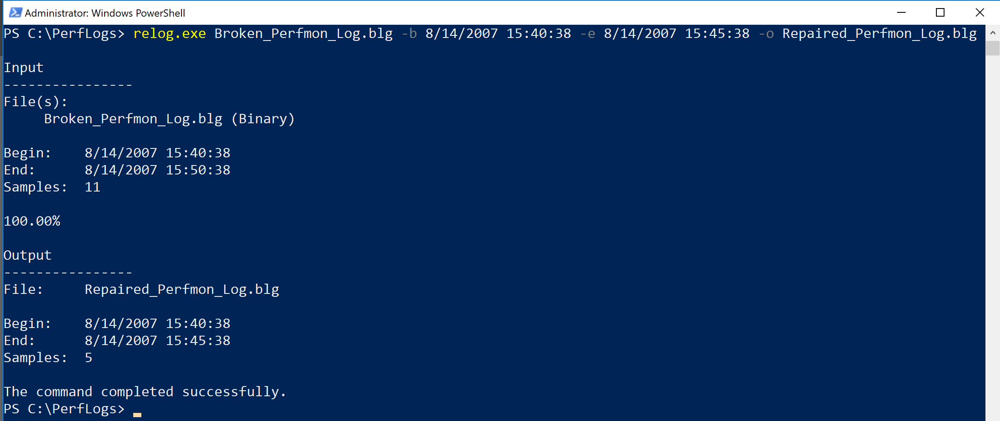 Administrator: Windows PowerShell
PS C:\PerfLogs> relog.exe Broken_Perfmon_Log.blg -b 8/14/2007 15:40:38 -e 8/14/2007 15:45:38 -o Repaired_Perfmon_Log.blg
Input
----------------
File(s):
     Broken_Perfmon_Log.blg (Binary)
Begin:    8/14/2007 15:40:38
End:      8/14/2007 15:50:38
Samples:  11
100.00%
Output
----------------
File:     Repaired_Perfmon_Log.blg
Begin:    8/14/2007 15:40:38
End:      8/14/2007 15:45:38
Samples:  5
The command completed successfully.
PS C:\PerfLogs>